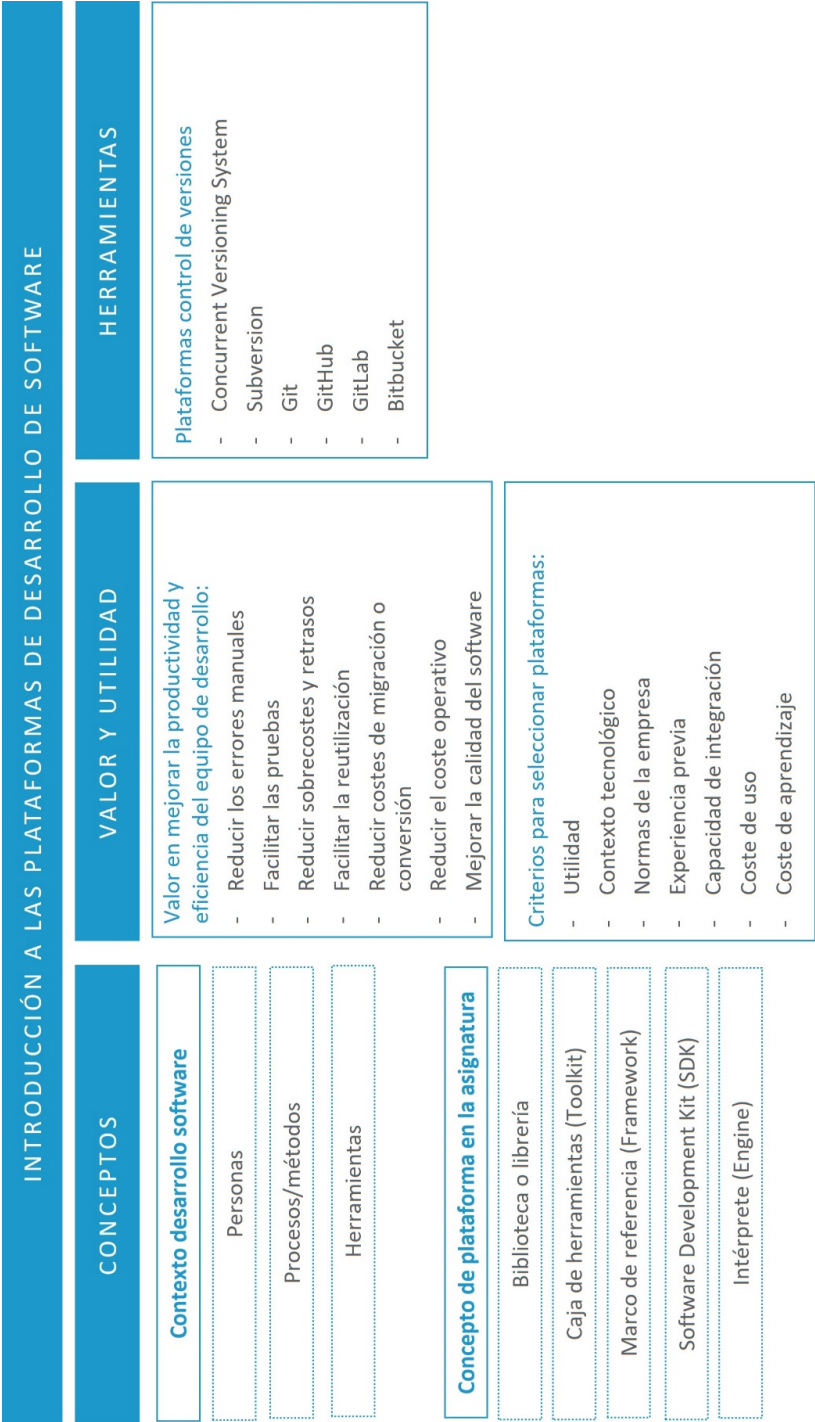 INTRODUCCIÓN A LAS PLATAFORMAS DE DESARROLLO DE SOFTWARE
CONCEPTOS
Contexto desarrollo software
Personas
Procesos/métodos
Herramientas
Concepto de plataforma en la asignatura
Biblioteca o librería
Caja de herramientas (Toolkit)
Marco de referencia (Framework)
Software Development Kit (SDK)
Intérprete (Engine)
VALOR Y UTILIDAD
Valor en mejorar la productividad y
eficiencia del equipo de desarrollo:
- Reducir los errores manuales
- Facilitar las pruebas
- Reducir sobrecostes y retrasos
- Facilitar la reutilización
- Reducir costes de migración o
conversión
- Reducir el coste operativo
- Mejorar la calidad del software
Criterios para seleccionar plataformas:
- Utilidad
- Contexto tecnológico
- Normas de la empresa
- Experiencia previa
- Capacidad de integración
- Coste de uso
- Coste de aprendizaje
HERRAMIENTAS
Plataformas control de versiones
- Concurrent Versioning System
- Subversion
- Git
- GitHub
- GitLab
- Bitbucket